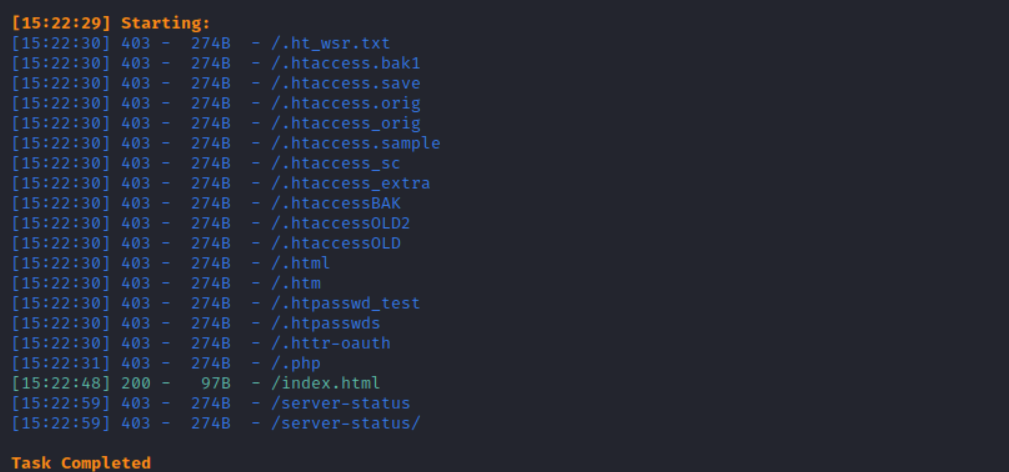 [15:22:29] Starting:
[15:22:30] 403 -  274B  - /.ht_wsr.txt
[15:22:30] 403 -  274B  - /.htaccess.bak1
[15:22:30] 403 -  274B  - /.htaccess.save
[15:22:30] 403 -  274B  - /.htaccess.orig
[15:22:30] 403 -  274B  - /.htaccess_orig
[15:22:30] 403 -  274B  - /.htaccess.sample
[15:22:30] 403 -  274B  - /.htaccess_sc
[15:22:30] 403 -  274B  - /.htaccess_extra
[15:22:30] 403 -  274B  - /.htaccessBAK
[15:22:30] 403 -  274B  - /.htaccessOLD2
[15:22:30] 403 -  274B  - /.htaccessOLD
[15:22:30] 403 -  274B  - /.html
[15:22:30] 403 -  274B  - /.htm
[15:22:30] 403 -  274B  - /.htpasswd_test
[15:22:30] 403 -  274B  - /.htpasswds
[15:22:30] 403 -  274B  - /.httr-oauth
[15:22:31] 403 -  274B  - /.php
[15:22:48] 200 -   97B  - /index.html
[15:22:59] 403 -  274B  - /server-status
[15:22:59] 403 -  274B  - /server-status/
Task Completed